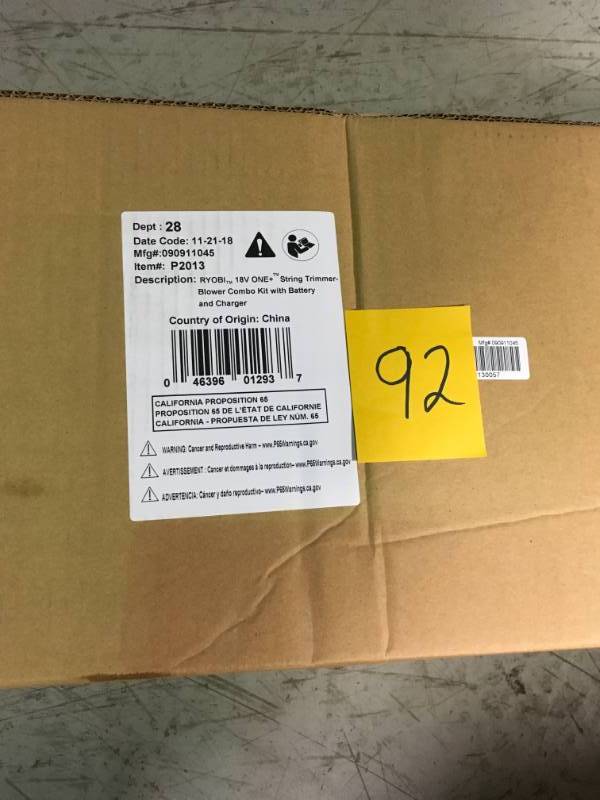 Dept : 28
Date Code: 11-21-18
Mfg#:090911045
Item#: P2013
Description: RYOBI™ 18V ONE+™ String Trimmer-
Blower Combo Kit with Battery
and Charger
Country of Origin: China
0 46396 01293 7
CALIFORNIA PROPOSITION 65
PROPOSITION 65 DE L'ÉTAT DE CALIFORNIE
CALIFORNIA - PROPUESTA DE LEY NÚM. 65
WARNING: Cancer and Reproductive Harm – www.P65Warnings.ca.gov
AVERTISSEMENT : Cancer et dommages à la reproduction– www.P65Warnings.ca.gov
ADVERTENCIA: Cáncer y daño reproductivo– www.P65Warnings.ca.gov
92
Mfg#:090911045
130057